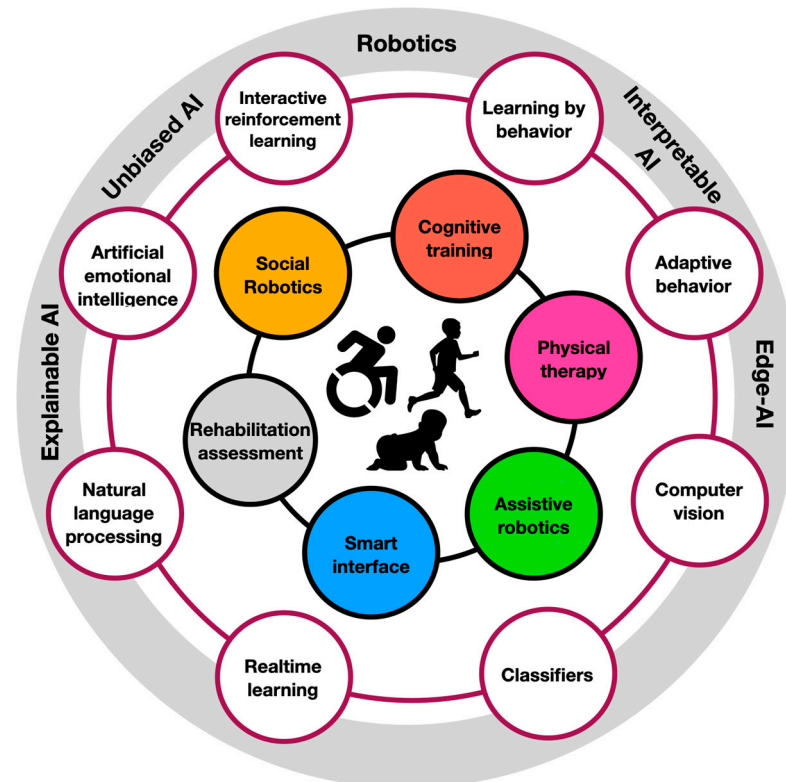 Robotics
Unbiased AI
Interpretable
AI
Explainable AI
Edge-AI
Interactive
reinforcement
learning
Learning by
behavior
Artificial
emotional
intelligence
Adaptive
behavior
Natural
language
processing
Computer
vision
Realtime
learning
Classifiers
Social
Robotics
Cognitive
training
Physical
therapy
Rehabilitation
assessment
Assistive
robotics
Smart
interface